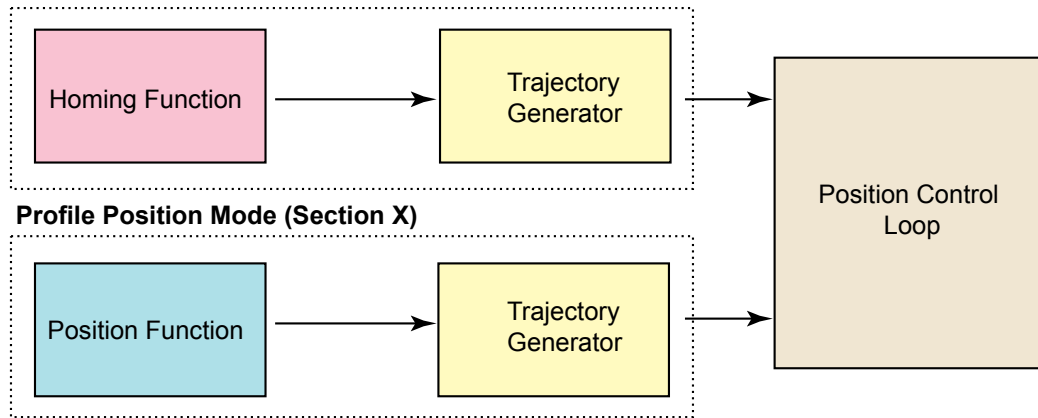 Homing Function
Trajectory
Generator
Position Control
Loop
Profile Position Mode (Section X)
Position Function
Trajectory
Generator